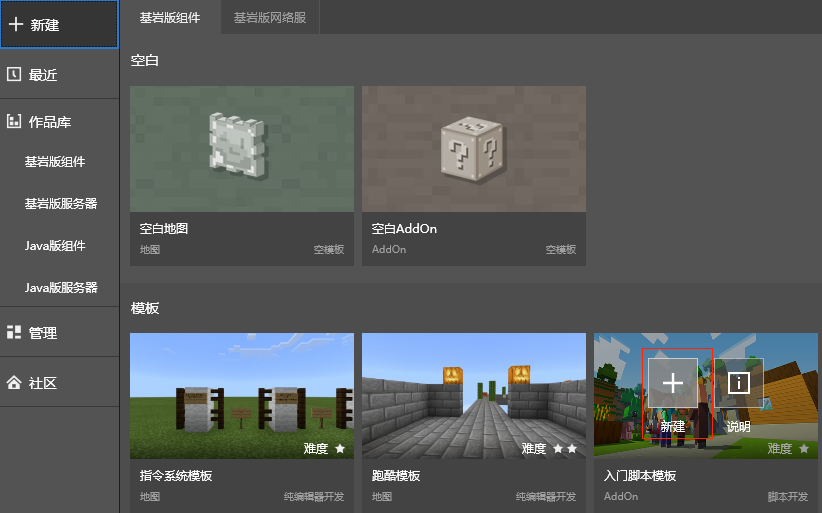 新建
最近
作品库
基岩版组件
基岩版服务器
Java版组件
Java版服务器
管理
社区
基岩版组件 基岩版网络服
空白
空白地图
地图 空模板
空白AddOn
AddOn 空模板
模板
难度
指令系统模板
地图 纯编辑器开发
难度
跑酷模板
地图 纯编辑器开发
新建 说明
难度
入门脚本模板
AddOn 脚本开发